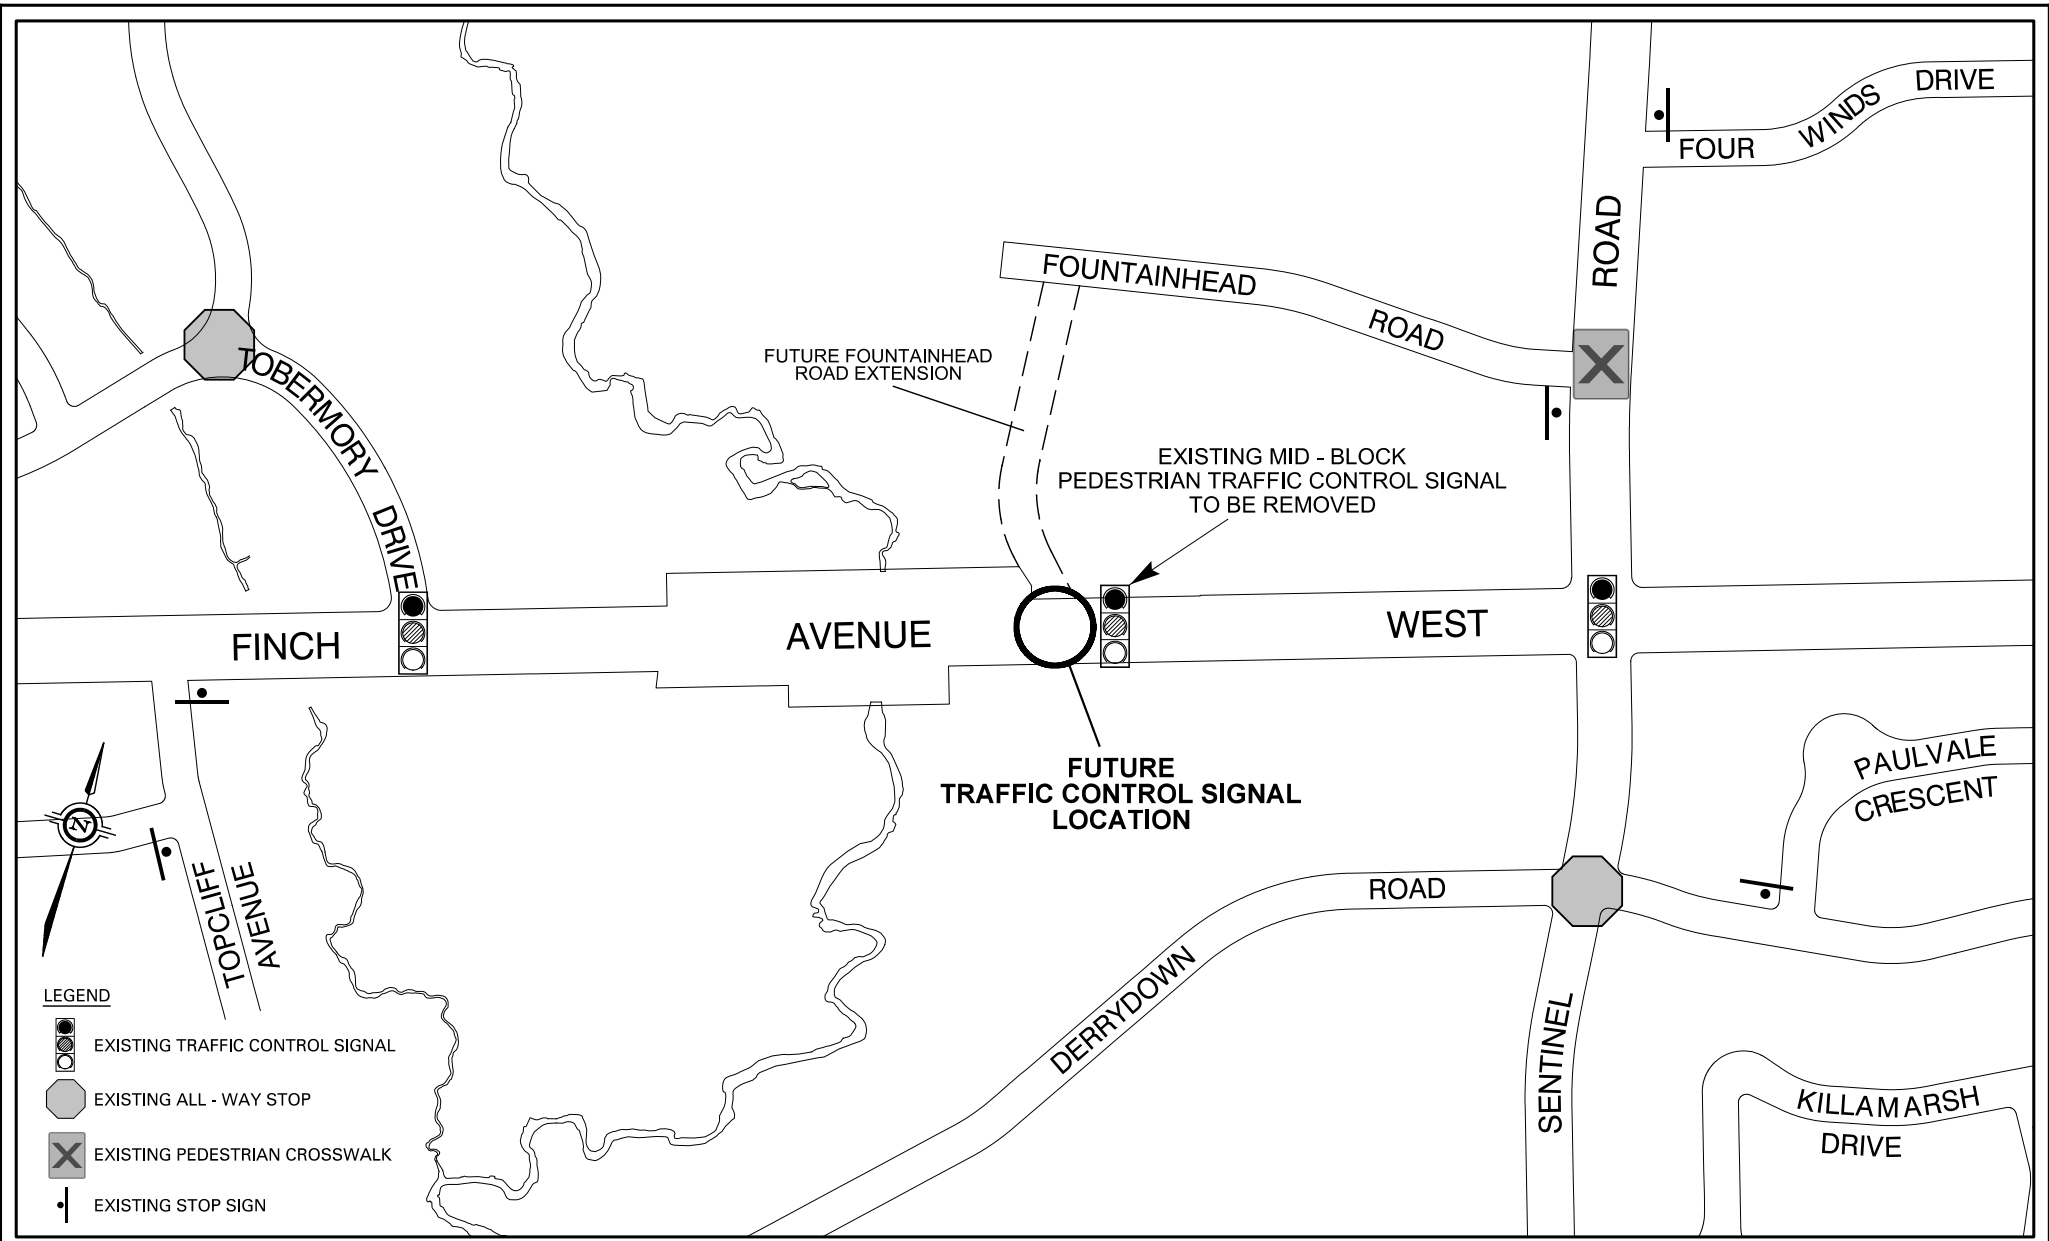 DRIVE
WINDS
FOUR
ROAD
FOUNTAINHEAD
ROAD
FUTURE FOUNTAINHEAD
ROAD EXTENSION
TOBERMORY DRIVE
EXISTING MID - BLOCK
PEDESTRIAN TRAFFIC CONTROL SIGNAL
TO BE REMOVED
FINCH AVENUE WEST
FUTURE
TRAFFIC CONTROL SIGNAL
LOCATION
PAULVALE
CRESCENT
N
TOPCLIFF
AVENUE
DERRYDOWN ROAD
SENTINEL
KILLAMARSH
DRIVE
LEGEND
EXISTING TRAFFIC CONTROL SIGNAL
EXISTING ALL - WAY STOP
EXISTING PEDESTRIAN CROSSWALK
EXISTING STOP SIGN